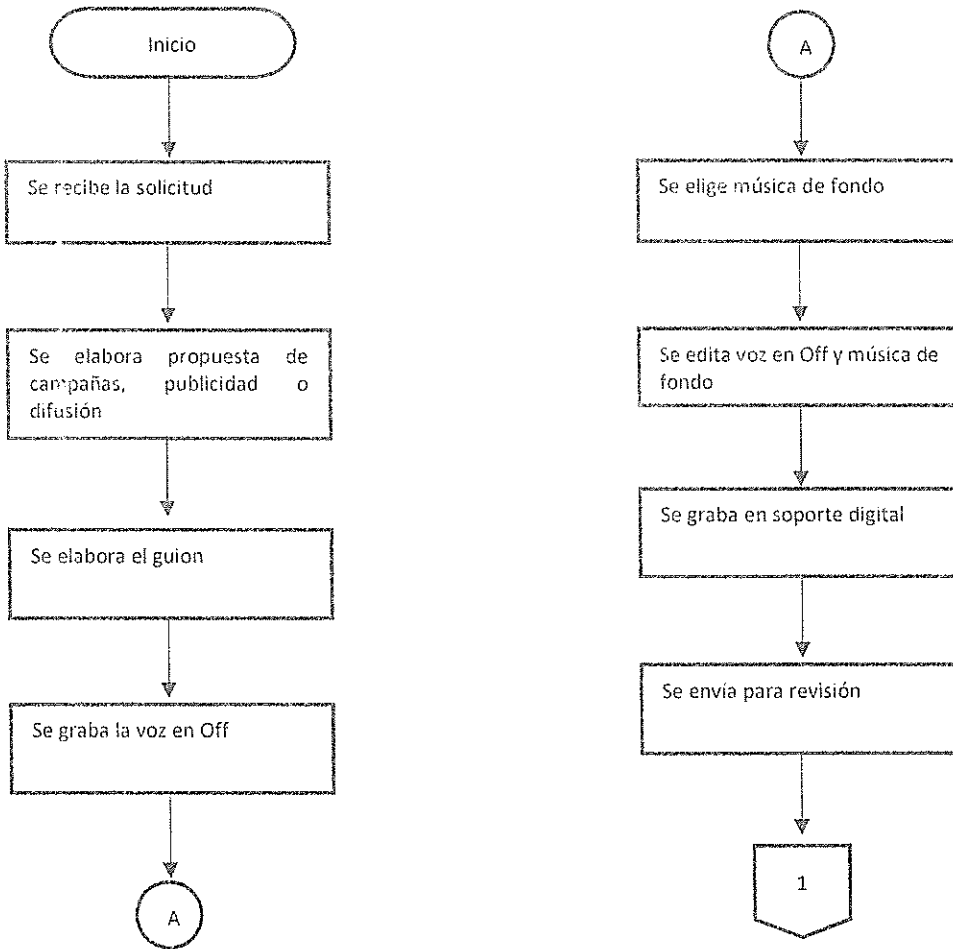 Inicio
Se recibe la solicitud
Se elabora propuesta de
campañas, publicidad o
difusión
Se elabora el guion
Se graba la voz en Off
A
A
Se elige música de fondo
Se edita voz en Off y música de
fondo
Se graba en soporte digital
Se envía para revisión
1